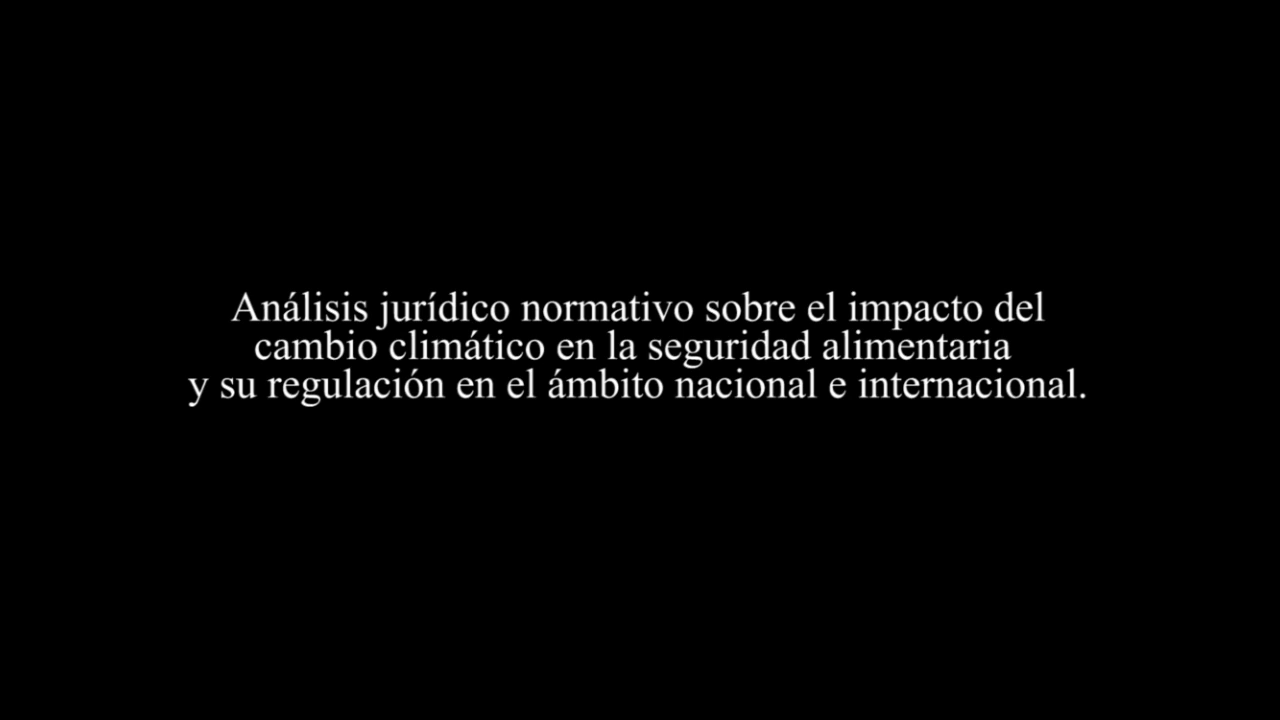 Análisis jurídico normativo sobre el impacto del
cambio climático en la seguridad alimentaria
y su regulación en el ámbito nacional e internacional.